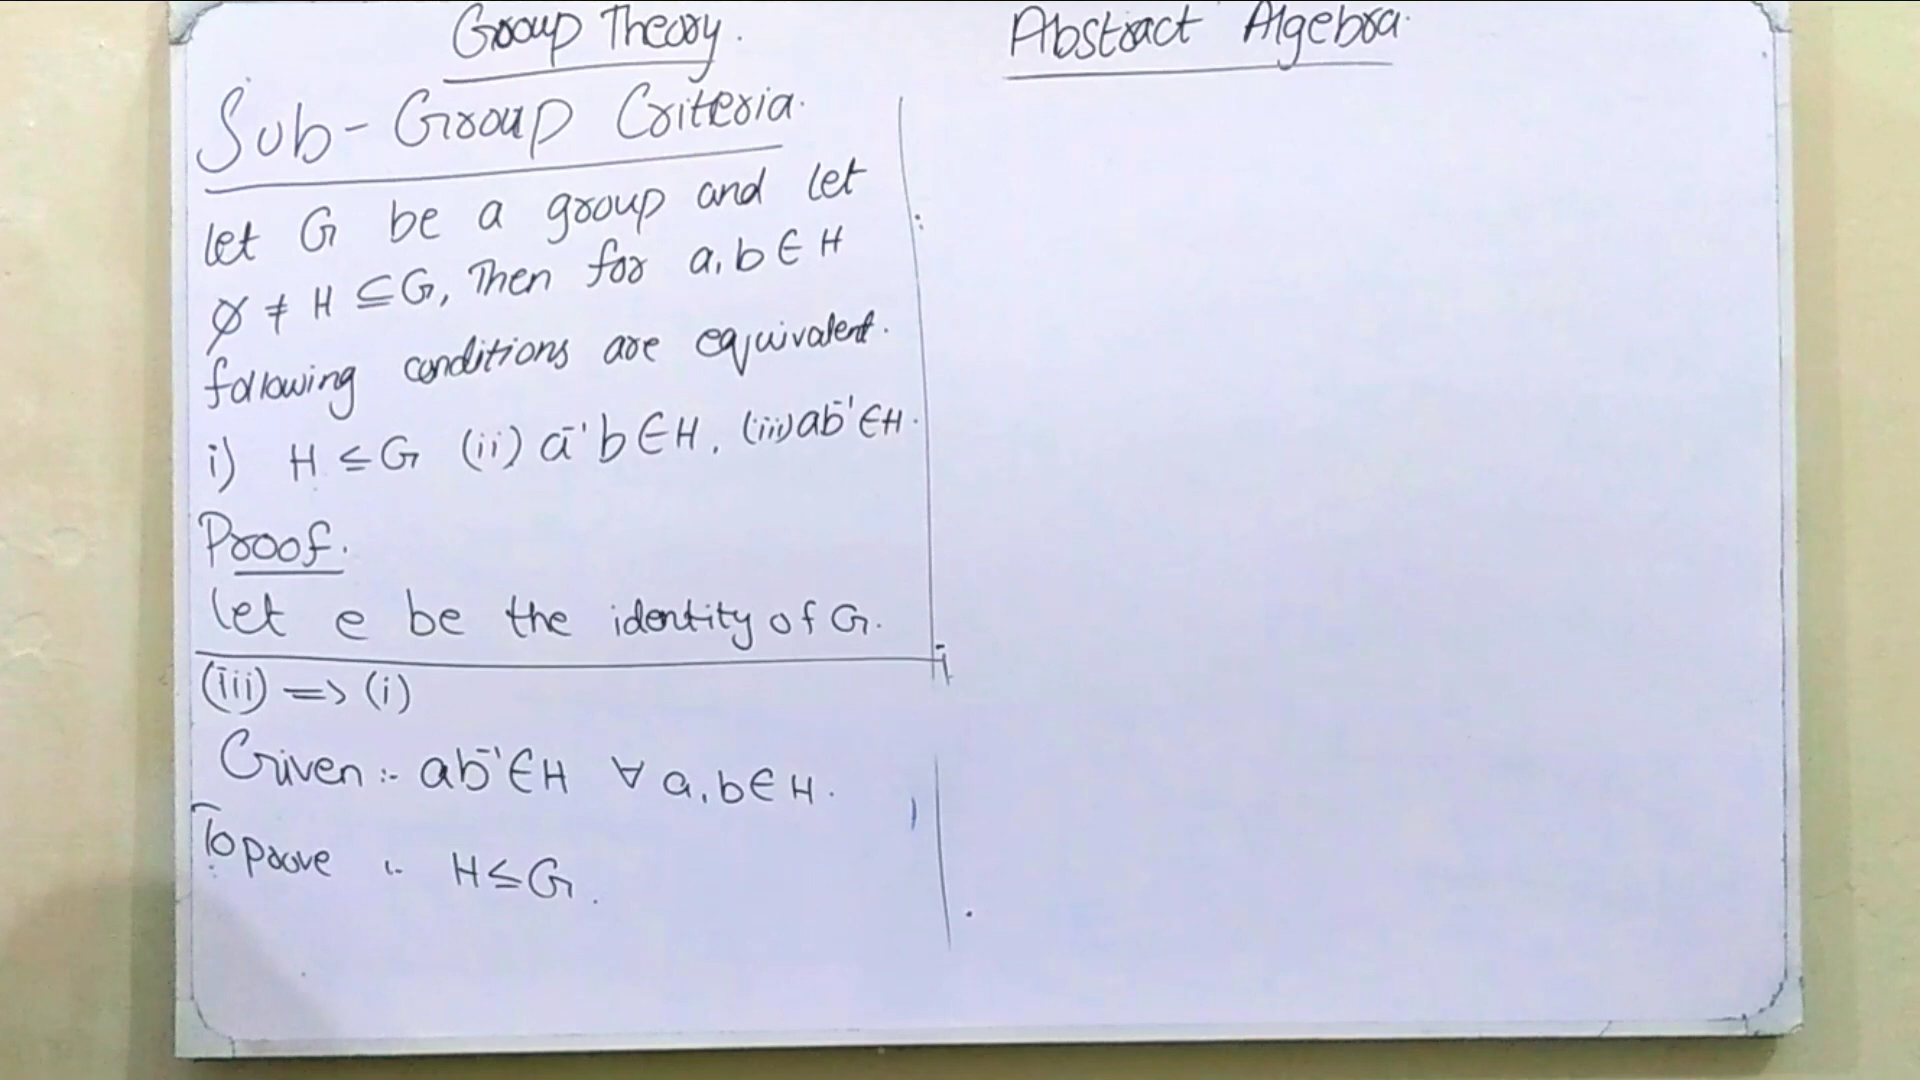 Group Theory.
Abstract Algebra.
Sub-Group Criteria.
let G be a group and let
∅ ≠ H ⊆ G, Then for a, b ∈ H
following conditions are equivalent.
i) H ≤ G (ii) a⁻¹b ∈ H. (iii) ab⁻¹ ∈ H.
Proof.
let e be the identity of G.
(iii) => (i)
Given :- ab⁻¹ ∈ H ∀ a, b ∈ H.
To prove :- H ≤ G.